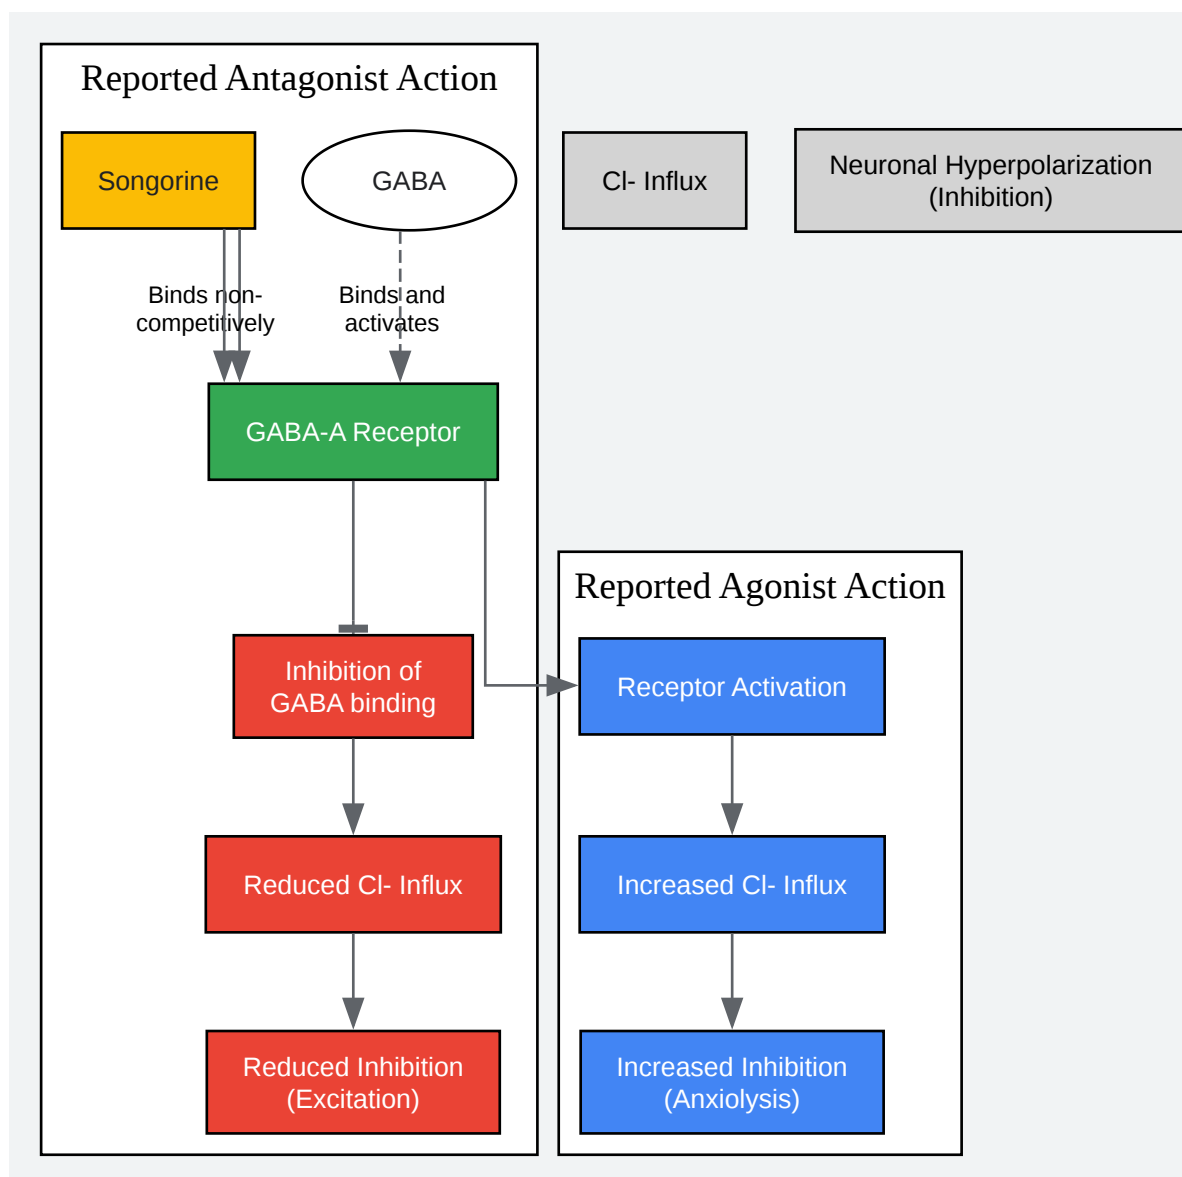 Reported Antagonist Action
Songorine
GABA
Cl- Influx
Neuronal Hyperpolarization
(Inhibition)
Binds non-
competitively
Binds and
activates
GABA-A Receptor
Reported Agonist Action
Inhibition of
GABA binding
Receptor Activation
Reduced Cl- Influx
Increased Cl- Influx
Reduced Inhibition
(Excitation)
Increased Inhibition
(Anxiolysis)